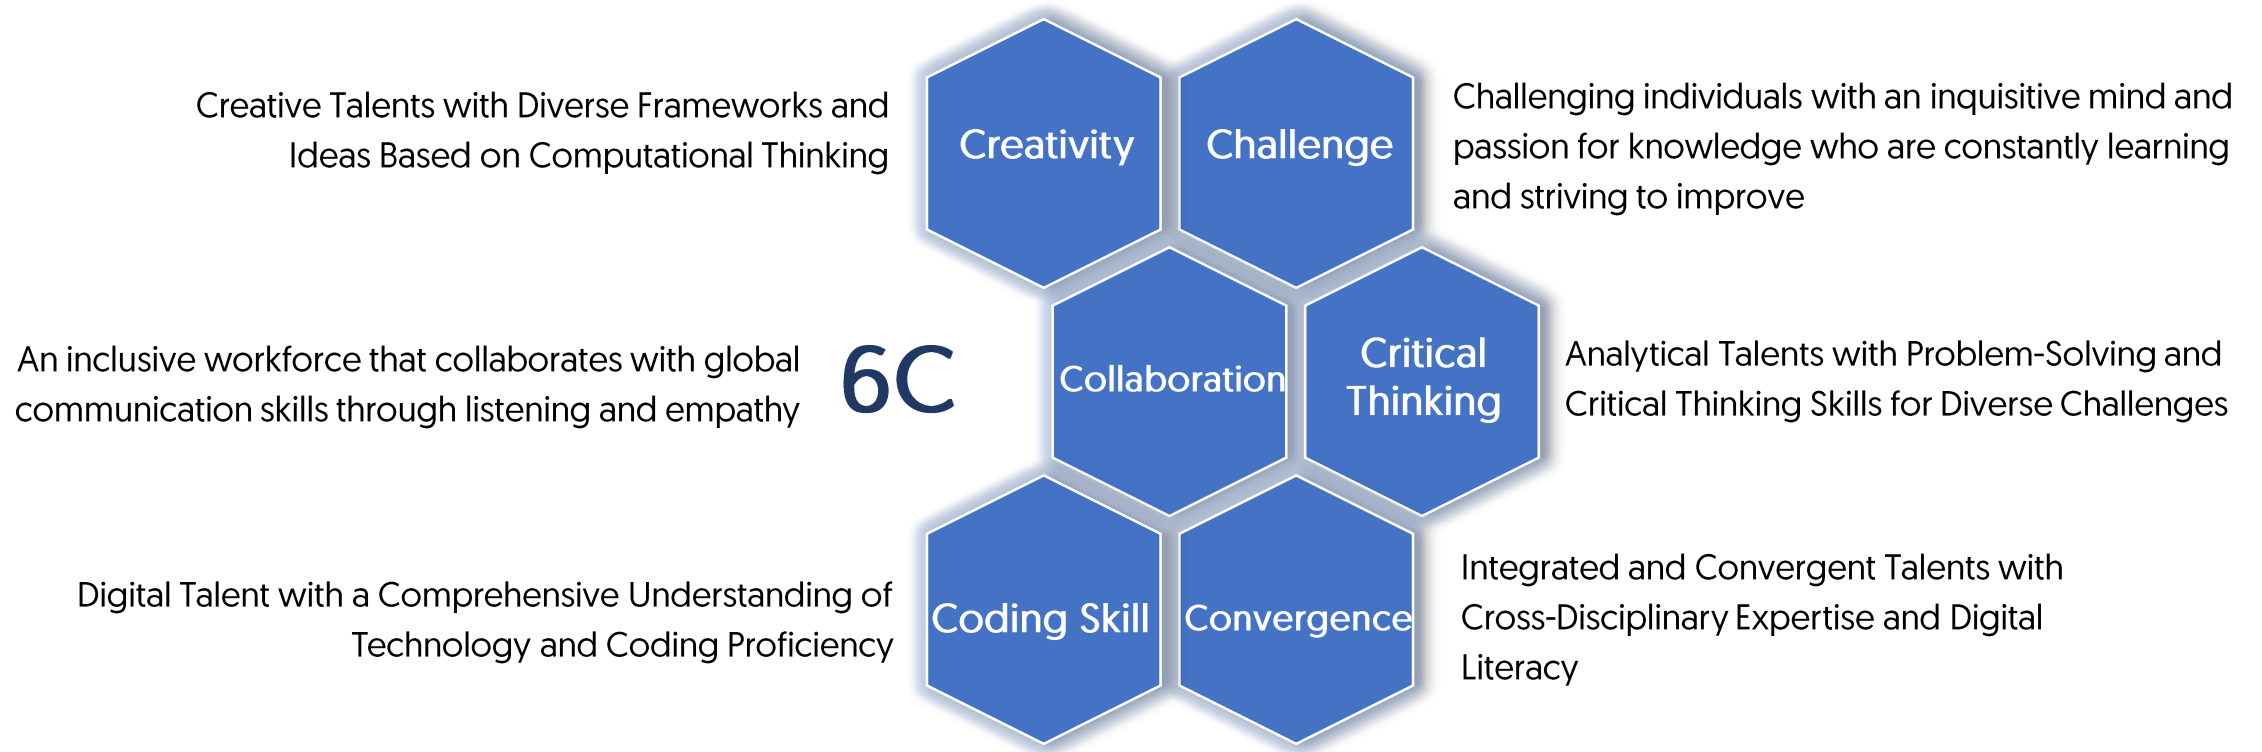 Creative Talents with Diverse Frameworks and
Ideas Based on Computational Thinking
Creativity
Challenge
Challenging individuals with an inquisitive mind and
passion for knowledge who are constantly learning
and striving to improve
An inclusive workforce that collaborates with global
communication skills through listening and empathy
6C
Collaboration
Critical
Thinking
Analytical Talents with Problem-Solving and
Critical Thinking Skills for Diverse Challenges
Digital Talent with a Comprehensive Understanding of
Technology and Coding Proficiency
Coding Skill
Convergence
Integrated and Convergent Talents with
Cross-Disciplinary Expertise and Digital
Literacy